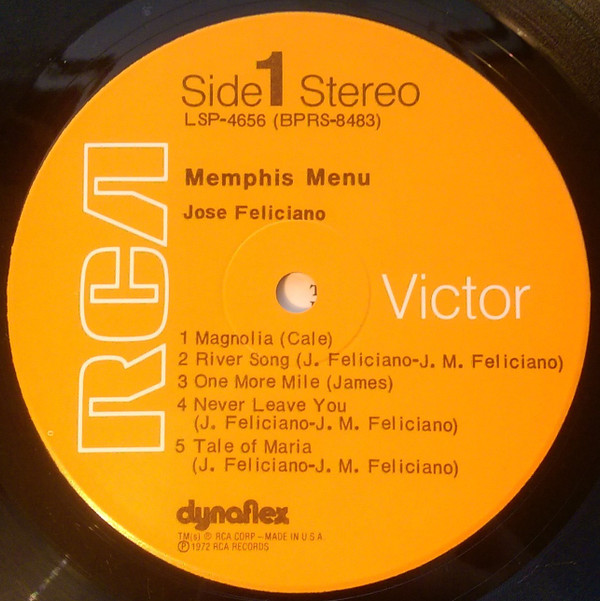 Side 1 Stereo
LSP-4656 (BPRS-8483)
Memphis Menu
Jose Feliciano
RCA
Victor
1 Magnolia (Cale)
2 River Song (J. Feliciano-J. M. Feliciano)
3 One More Mile (James)
4 Never Leave You
(J. Feliciano-J. M. Feliciano)
5 Tale of Maria
(J. Feliciano-J. M. Feliciano)
dynaflex
TM(s) ® RCA CORP – MADE IN U.S.A.
Ⓟ 1972 RCA RECORDS